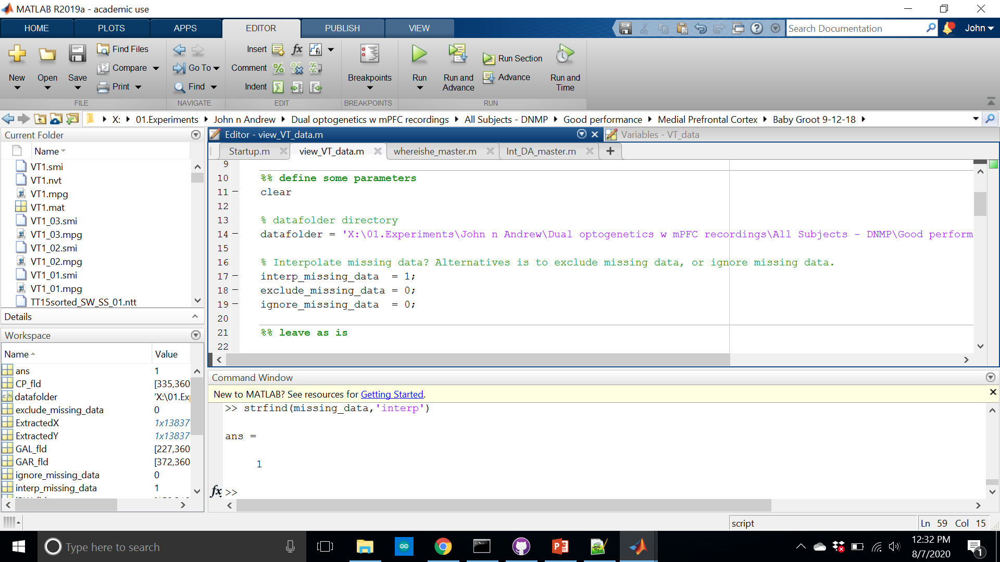 MATLAB R2019a - academic use
HOME PLOTS APPS EDITOR PUBLISH VIEW
Search Documentation
John
New
Open
Save
Find Files
Compare
Print
FILE
Go To
Find
NAVIGATE
Insert
Comment
Indent
EDIT
Breakpoints
BREAKPOINTS
Run
Run and Advance
Run Section
Advance
Run and Time
RUN
X: 01.Experiments John n Andrew Dual optogenetics w mPFC recordings All Subjects - DNMP Good performance Medial Prefrontal Cortex Baby Groot 9-12-18
Current Folder
Name
VT1.smi
VT1.nvt
VT1.mpg
VT1.mat
VT1_03.smi
VT1_03.mpg
VT1_02.smi
VT1_02.mpg
VT1_01.smi
VT1_01.mpg
TT15sorted_SW_SS_01.ntt
Details
Workspace
Name Value
ans 1
CP_fld [335,360
datafolder 'X:\01.Ex
exclude_missing_data 0
ExtractedX 1x13837
ExtractedY 1x13837
GAL_fld [227,360
GAR_fld [372,360
ignore_missing_data 0
interp_missing_data 1
Editor - view_VT_data.m
Variables - VT_data
Startup.m view_VT_data.m whereishe_master.m Int_DA_master.m
9
10 %% define some parameters
11 clear
12
13 % datafolder directory
14 datafolder = 'X:\01.Experiments\John n Andrew\Dual optogenetics w mPFC recordings\All Subjects - DNMP\Good perform
15
16 % Interpolate missing data? Alternatives is to exclude missing data, or ignore missing data.
17 interp_missing_data = 1;
18 exclude_missing_data = 0;
19 ignore_missing_data = 0;
20
21 %% leave as is
22
Command Window
New to MATLAB? See resources for Getting Started.
>> strfind(missing_data,'interp')
ans =
1
fx >>
script
Ln 59 Col 15
Type here to search
12:32 PM
8/7/2020
1